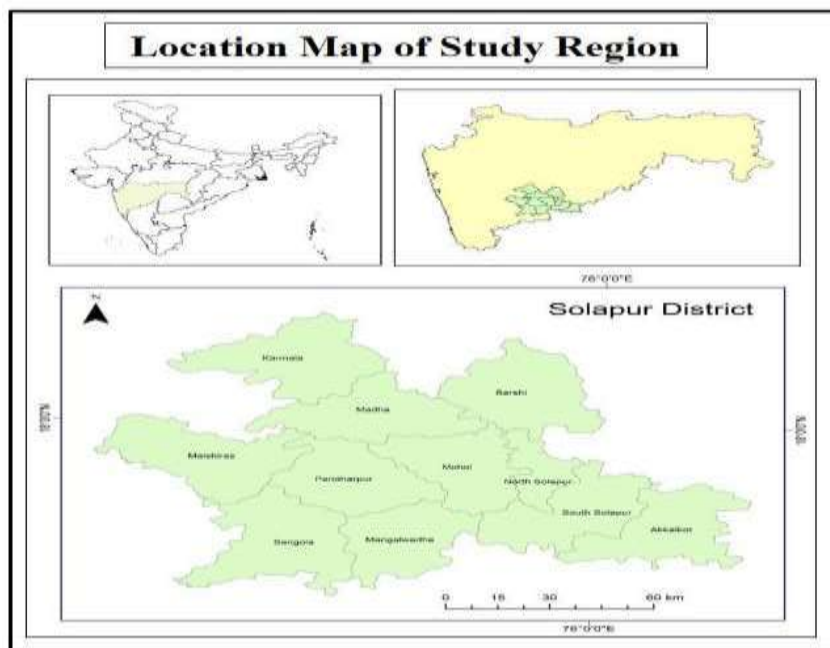 Location Map of Study Region
76°0'0"E
Solapur District
N
Karmala
Barshi
Madha
Malshiras
Pandharpur
Mohol
North Solapur
South Solapur
Akkalkot
Sangola
Mangalwedha
0 15 30 60 km
76°0'0"E